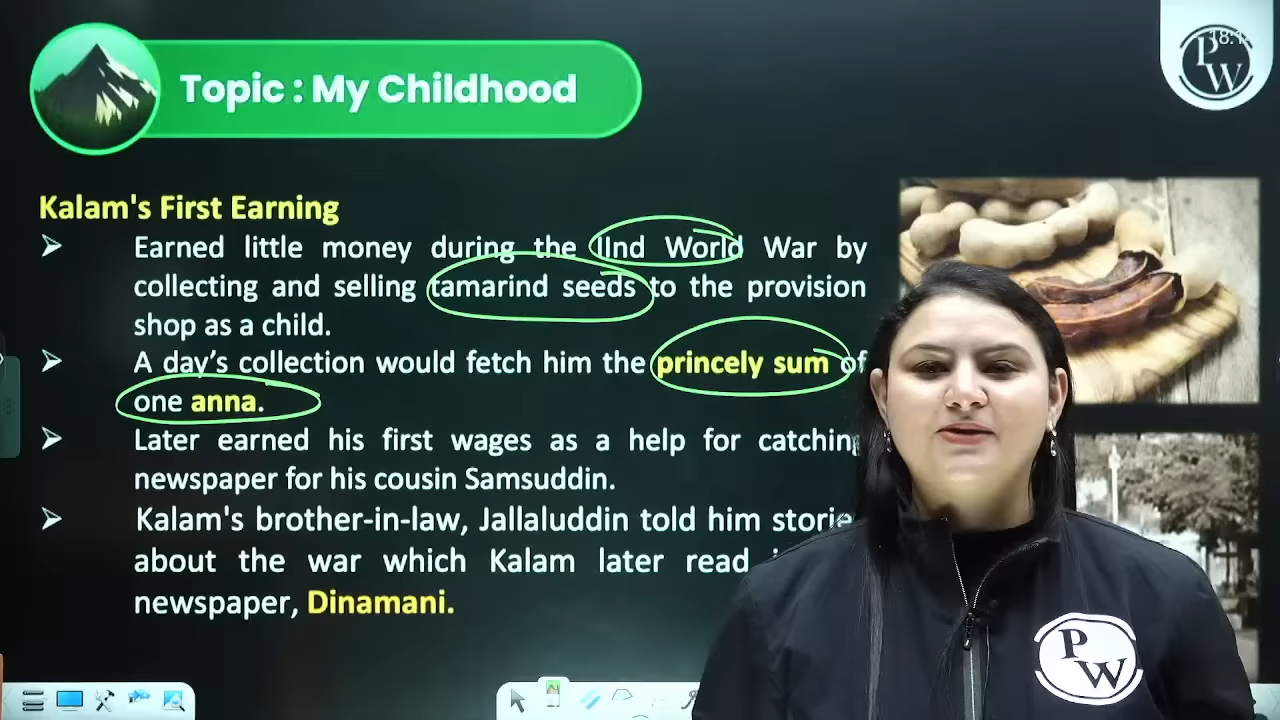 Topic : My Childhood
18:1
PW
Kalam's First Earning
➢ Earned little money during the IInd World War by
collecting and selling tamarind seeds to the provision
shop as a child.
➢ A day’s collection would fetch him the princely sum of
one anna.
➢ Later earned his first wages as a help for catching
newspaper for his cousin Samsuddin.
➢ Kalam's brother-in-law, Jallaluddin told him
about the war which Kalam later read
newspaper, Dinamani.
PW